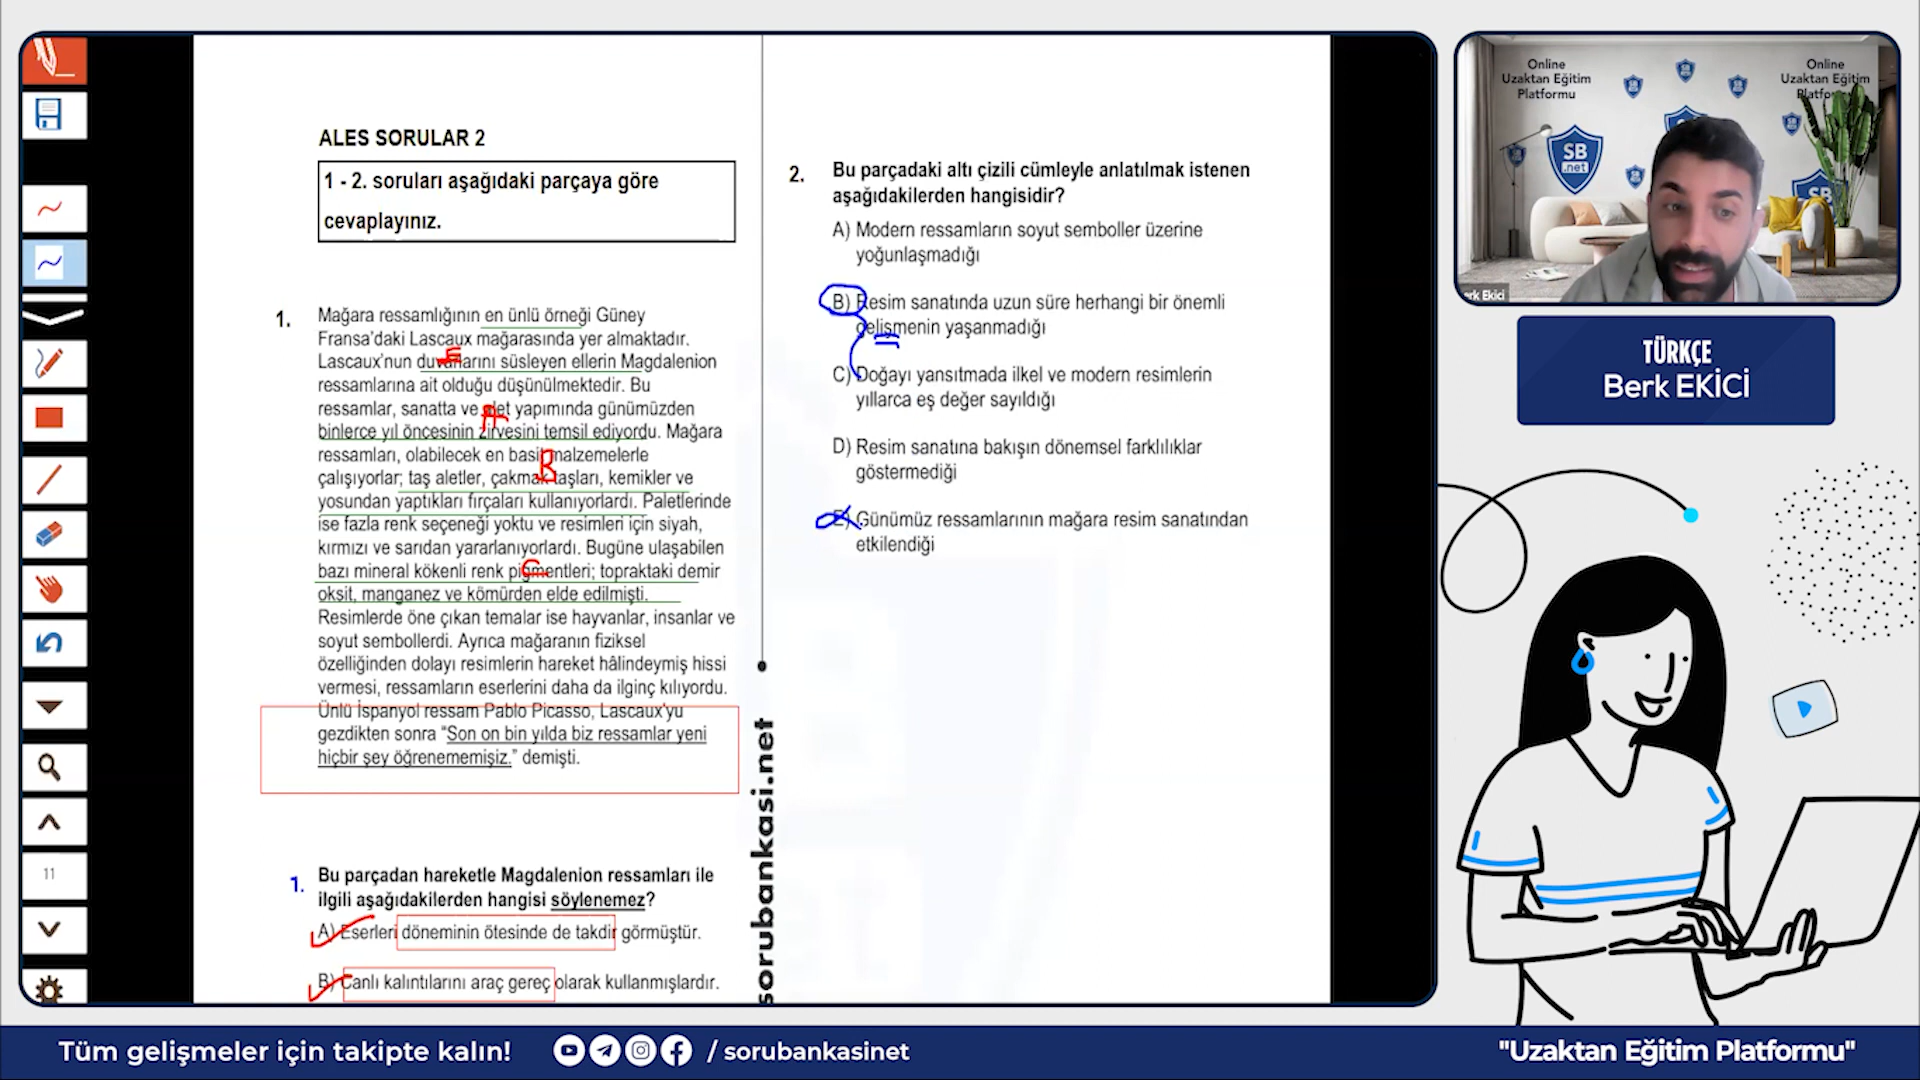 ALES SORULAR 2
1 - 2. soruları aşağıdaki parçaya göre
cevaplayınız.
1.
Mağara ressamlığının en ünlü örneği Güney
Fransa'daki Lascaux mağarasında yer almaktadır.
Lascaux'nun duvarlarını süsleyen ellerin Magdalenion
ressamlarına ait olduğu düşünülmektedir. Bu
ressamlar, sanatta ve alet yapımında günümüzden
binlerce yıl öncesinin zirvesini temsil ediyordu. Mağara
ressamları, olabilecek en basit malzemelerle
çalışıyorlar; taş aletler, çakmak taşları, kemikler ve
yosundan yaptıkları fırçaları kullanıyorlardı. Paletlerinde
ise fazla renk seçeneği yoktu ve resimleri için siyah,
kırmızı ve sarıdan yararlanıyorlardı. Bugüne ulaşabilen
bazı mineral kökenli renk pigmentleri; topraktaki demir
oksit, manganez ve kömürden elde edilmişti.
Resimlerde öne çıkan temalar ise hayvanlar, insanlar ve
soyut sembollerdi. Ayrıca mağaranın fiziksel
özelliğinden dolayı resimlerin hareket hâlindeymiş hissi
vermesi, ressamların eserlerini daha da ilginç kılıyordu.
Ünlü İspanyol ressam Pablo Picasso, Lascaux'yu
gezdikten sonra “Son on bin yılda biz ressamlar yeni
hiçbir şey öğrenememişiz.” demişti.
E
A
B
C
1.
Bu parçadan hareketle Magdalenion ressamları ile
ilgili aşağıdakilerden hangisi söylenemez?
A) Eserleri döneminin ötesinde de takdir görmüştür.
B) Canlı kalıntılarını araç gereç olarak kullanmışlardır.
sorubankasi.net
2.
Bu parçadaki altı çizili cümleyle anlatılmak istenen
aşağıdakilerden hangisidir?
A) Modern ressamların soyut semboller üzerine
yoğunlaşmadığı
B) Resim sanatında uzun süre herhangi bir önemli
gelişmenin yaşanmadığı
C) Doğayı yansıtmada ilkel ve modern resimlerin
yıllarca eş değer sayıldığı
D) Resim sanatına bakışın dönemsel farklılıklar
göstermediği
E) Günümüz ressamlarının mağara resim sanatından
etkilendiği
11
Online
Uzaktan Eğitim
Platformu
Online
Uzaktan Eğitim
Platfor
SB
.net
SB
rk Ekici
TÜRKÇE
Berk EKİCİ
Tüm gelişmeler için takipte kalın!
/ sorubankasinet
"Uzaktan Eğitim Platformu"